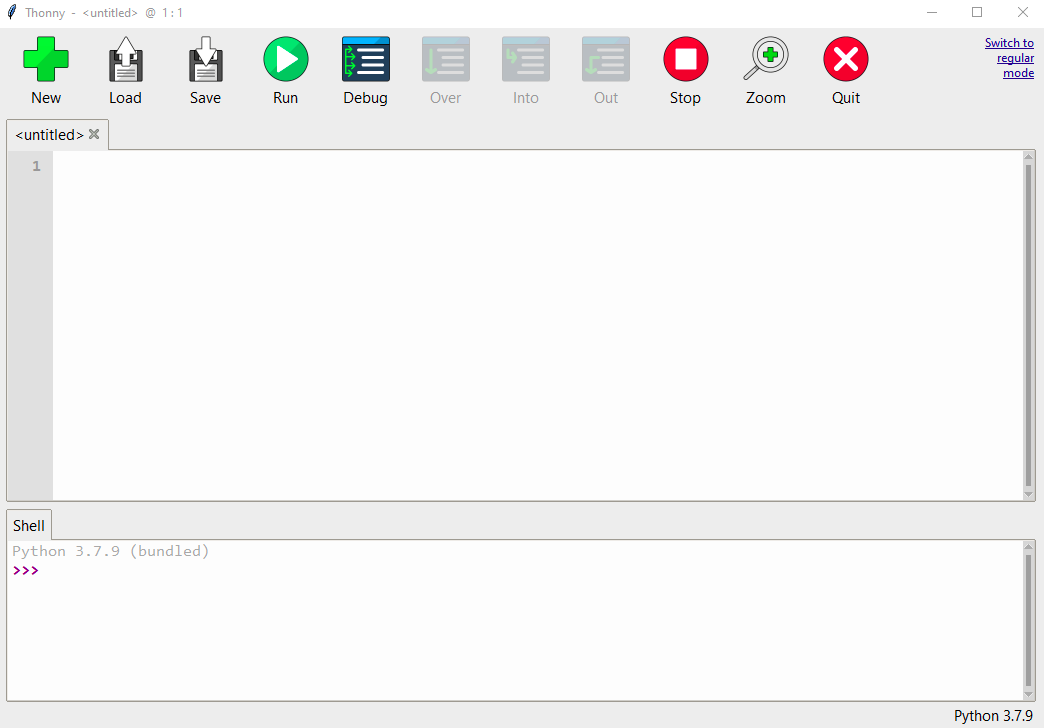 Thonny - <untitled> @ 1:1
New Load Save Run Debug Over Into Out Stop Zoom Quit
Switch to
regular
mode
<untitled>
1
Shell
Python 3.7.9 (bundled)
>>>
Python 3.7.9